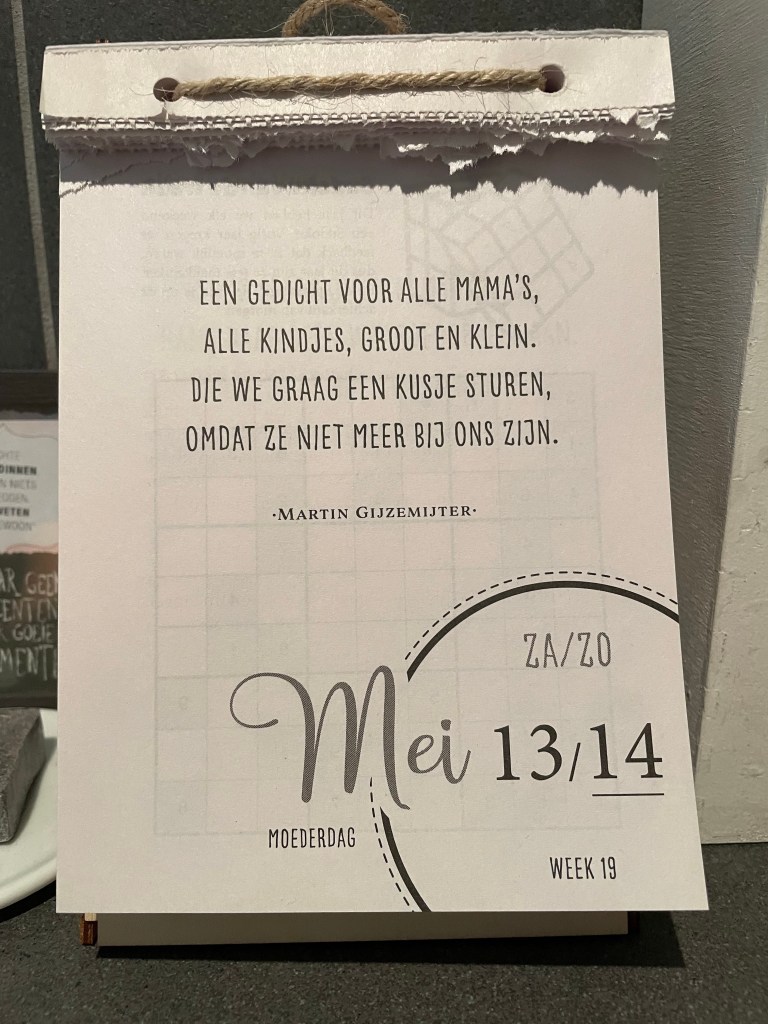 EEN GEDICHT VOOR ALLE MAMA'S,
ALLE KINDJES, GROOT EN KLEIN.
DIE WE GRAAG EEN KUSJE STUREN,
OMDAT ZE NIET MEER BIJ ONS ZIJN.
·MARTIN GIJZEMIJTER·
ZA/ZO
Mei 13/14
MOEDERDAG
WEEK 19